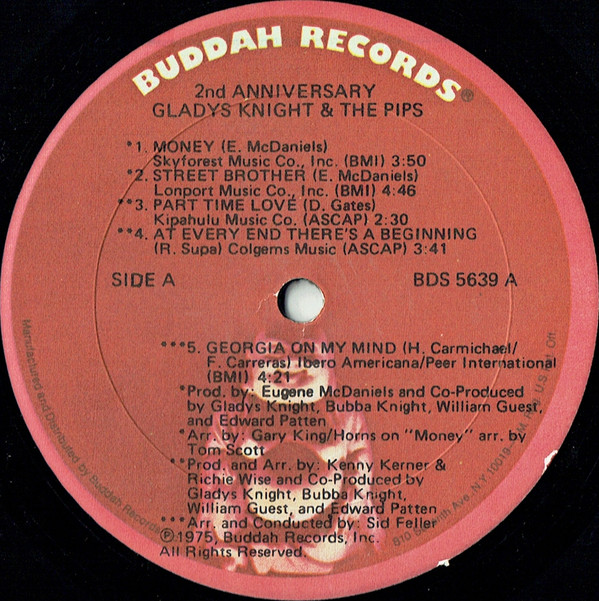 BUDDAH RECORDS®
2nd ANNIVERSARY
GLADYS KNIGHT & THE PIPS
*1. MONEY (E. McDaniels)
Skyforest Music Co., Inc. (BMI) 3:50
*2. STREET BROTHER (E. McDaniels)
Lonport Music Co., Inc. (BMI) 4:46
**3. PART TIME LOVE (D. Gates)
Kipahulu Music Co. (ASCAP) 2:30
**4. AT EVERY END THERE'S A BEGINNING
(R. Supa) Colgems Music (ASCAP) 3:41
SIDE A
BDS 5639 A
***5. GEORGIA ON MY MIND (H. Carmichael/
F. Carreras) Ibero Americana/Peer International
(BMI) 4:21
*Prod. by: Eugene McDaniels and Co-Produced
by Gladys Knight, Bubba Knight, William Guest,
and Edward Patten
*Arr. by: Gary King/Horns on "Money" arr. by
Tom Scott
**Prod. and Arr. by: Kenny Kerner &
Richie Wise and Co-Produced by
Gladys Knight, Bubba Knight,
William Guest, and Edward Patten
***Arr. and Conducted by: Sid Feller
℗1975, Buddah Records, Inc.
All Rights Reserved.
Manufactured and Distributed by Buddah Records
810 Seventh Ave. N.Y. 10019
U.S. Off.